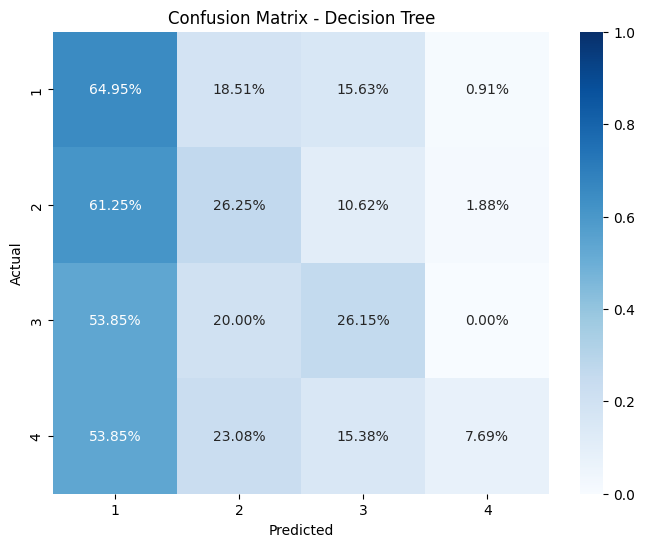 Confusion Matrix - Decision Tree
1
64.95% 18.51% 15.63% 0.91%
2
61.25% 26.25% 10.62% 1.88%
3
53.85% 20.00% 26.15% 0.00%
4
53.85% 23.08% 15.38% 7.69%
Actual
1 2 3 4
Predicted
1.0
0.8
0.6
0.4
0.2
0.0